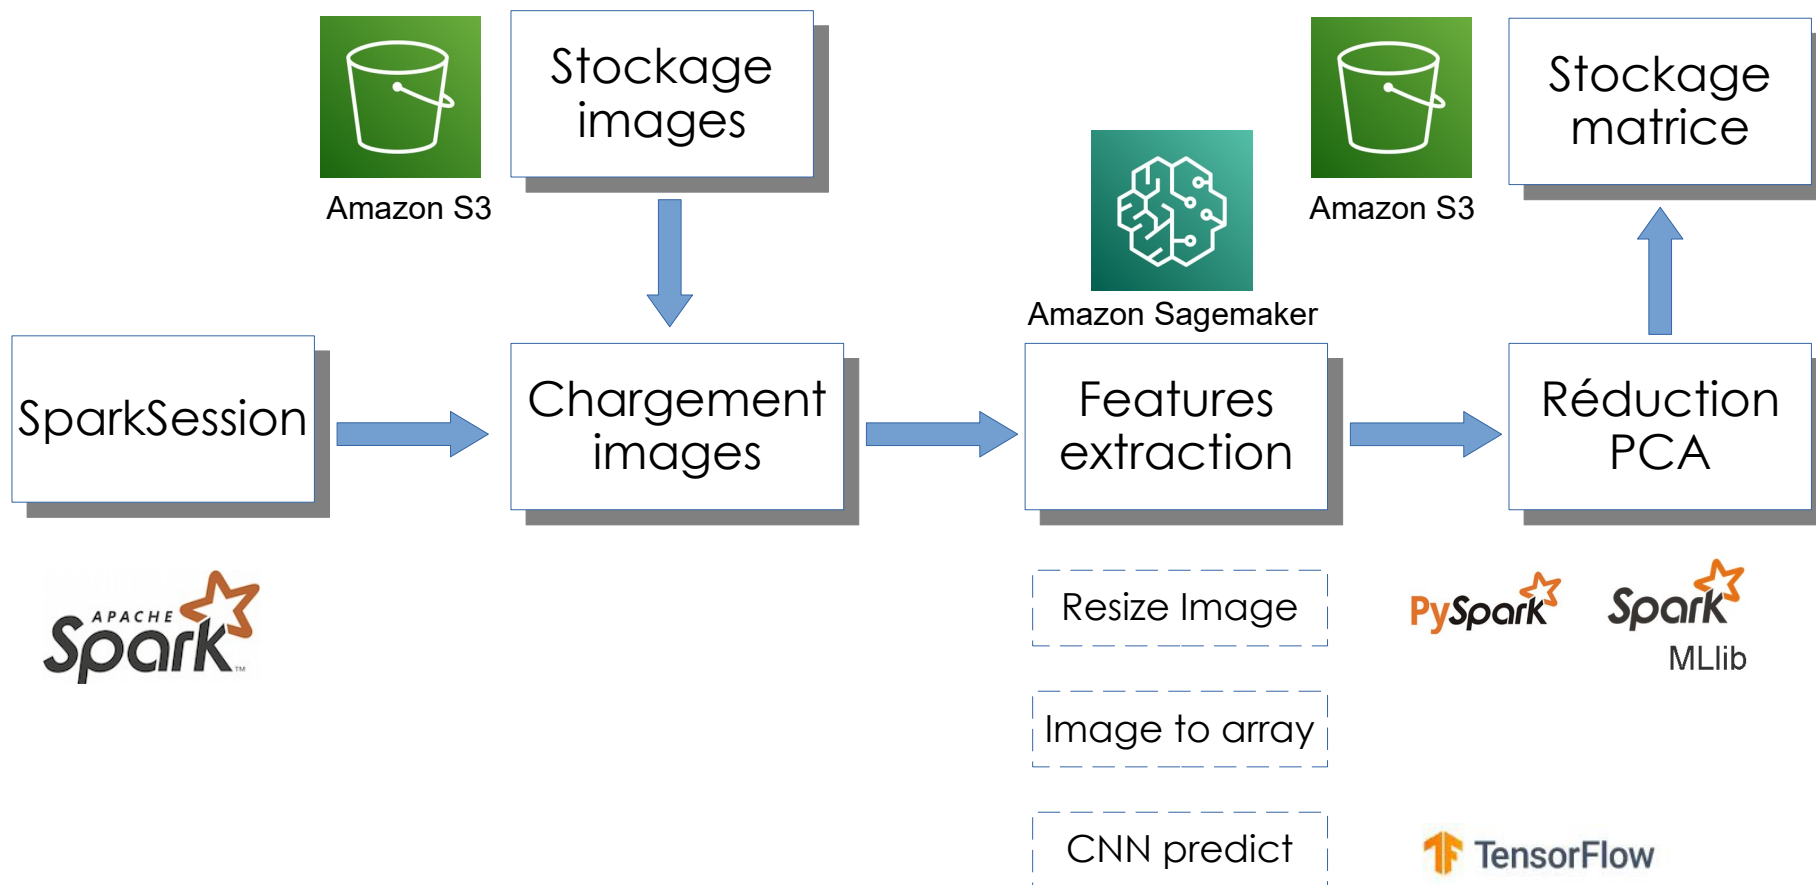 Stockage
images
Amazon S3
Stockage
matrice
Amazon S3
Amazon Sagemaker
SparkSession
Chargement
images
Features
extraction
Réduction
PCA
APACHE
Spark™
Resize Image
PySpark
Spark
MLlib
Image to array
CNN predict
TensorFlow